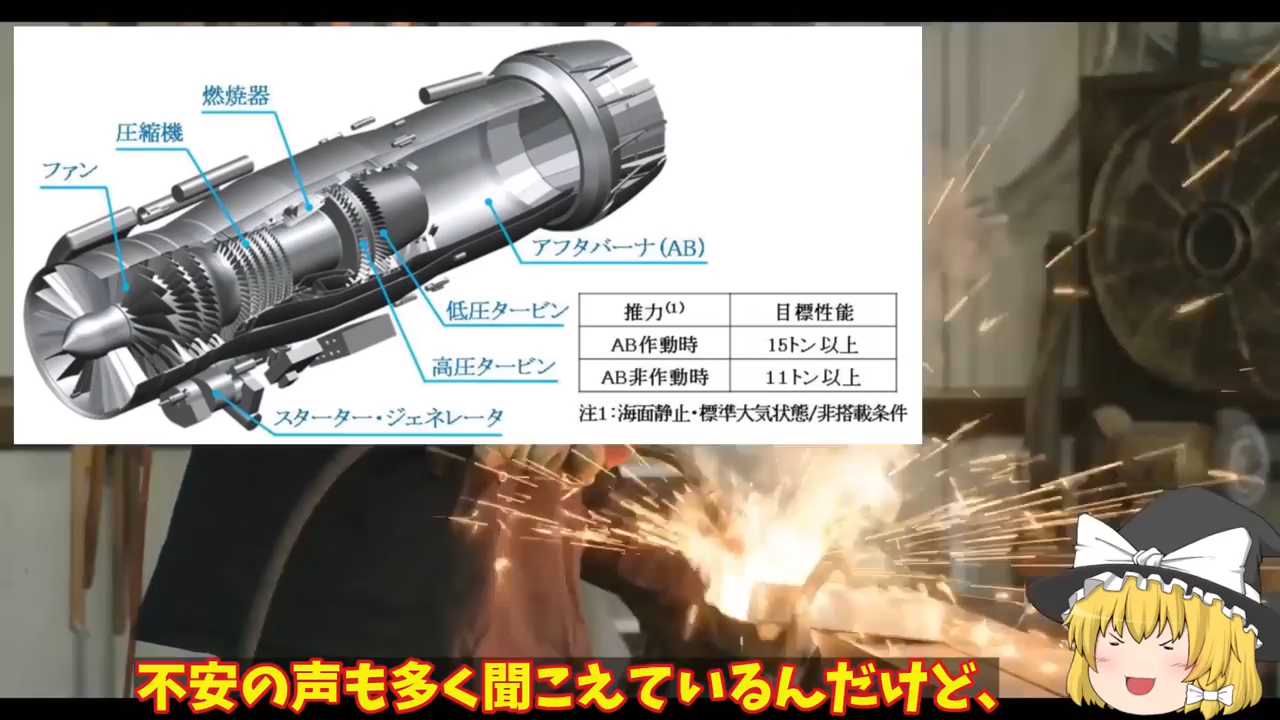 燃焼器
圧縮機
ファン
アフタバーナ(AB)
低圧タービン
高圧タービン
スターター・ジェネレータ
推力(1) 目標性能
AB作動時 15トン以上
AB非作動時 11トン以上
注1:海面静止・標準大気状態/非搭載条件
不安の声も多く聞こえているんだけど、